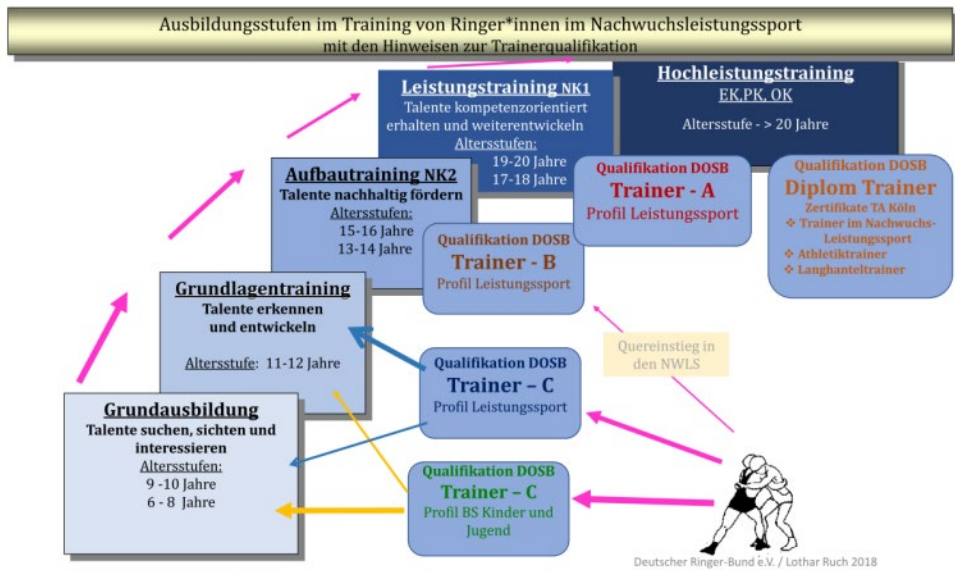 Ausbildungsstufen im Training von Ringer*innen im Nachwuchsleistungssport
mit den Hinweisen zur Trainerqualifikation
Hochleistungstraining
EK,PK, OK
Altersstufe - > 20 Jahre
Leistungstraining NK1
Talente kompetenzorientiert
erhalten und weiterentwickeln
Altersstufen:
19-20 Jahre
17-18 Jahre
Aufbautraining NK2
Talente nachhaltig fördern
Altersstufen:
15-16 Jahre
13-14 Jahre
Grundlagentraining
Talente erkennen
und entwickeln
Altersstufe: 11-12 Jahre
Grundausbildung
Talente suchen, sichten und
interessieren
Altersstufen:
9 -10 Jahre
6 - 8 Jahre
Qualifikation DOSB
Trainer - A
Profil Leistungssport
Qualifikation DOSB
Diplom Trainer
Zertifikate TA Köln
❖ Trainer im Nachwuchs-
Leistungssport
❖ Athletiktrainer
❖ Langhanteltrainer
Qualifikation DOSB
Trainer - B
Profil Leistungssport
Quereinstieg in
den NWLS
Qualifikation DOSB
Trainer – C
Profil Leistungssport
Qualifikation DOSB
Trainer – C
Profil BS Kinder und
Jugend
Deutscher Ringer-Bund e.V. / Lothar Ruch 2018